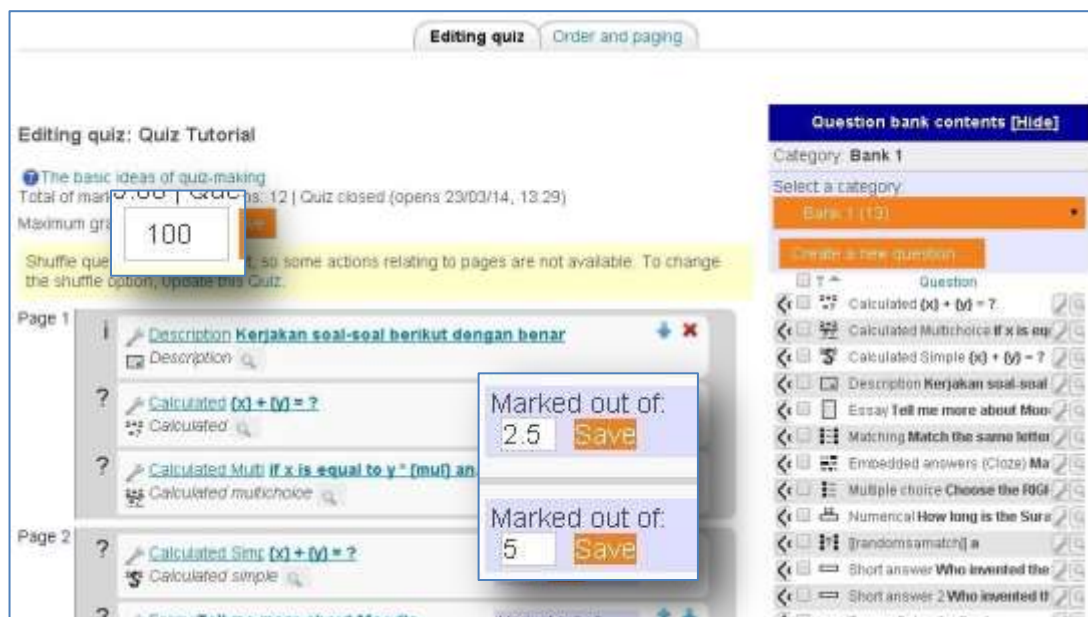 Editing quiz
Order and paging
Editing quiz: Quiz Tutorial
The basic ideas of quiz-making
Total of mar
ns: 12 | Quiz closed (opens 23/03/14, 13:29)
Maximum gra
100
Shuffle que
t, so some actions relating to pages are not available. To change
the shuffle option, update this Quiz.
Page 1
i
Description Kerjakan soal-soal berikut dengan benar
Description
?
Calculated {x} + {y} = ?
Calculated
?
Calculated Multi If x is equal to y * [mul] an
Calculated multichoice
Marked out of:
2.5 Save
Marked out of:
5 Save
Page 2
?
Calculated Simp {x} + {y} = ?
Calculated simple
?
Question bank contents [Hide]
Category: Bank 1
Select a category:
Bank 1 (13)
Create a new question
T
Question
Calculated {x} + {y} = ?
Calculated Multichoice If x is eq
Calculated Simple {x} + {y} = ?
Description Kerjakan soal-soal
Essay Tell me more about Moo
Matching Match the same letter
Embedded answers (Cloze) Ma
Multiple choice Choose the RIG
Numerical How long is the Sura
[[randomsamatch]] a
Short answer Who invented the
Short answer 2 Who invented th